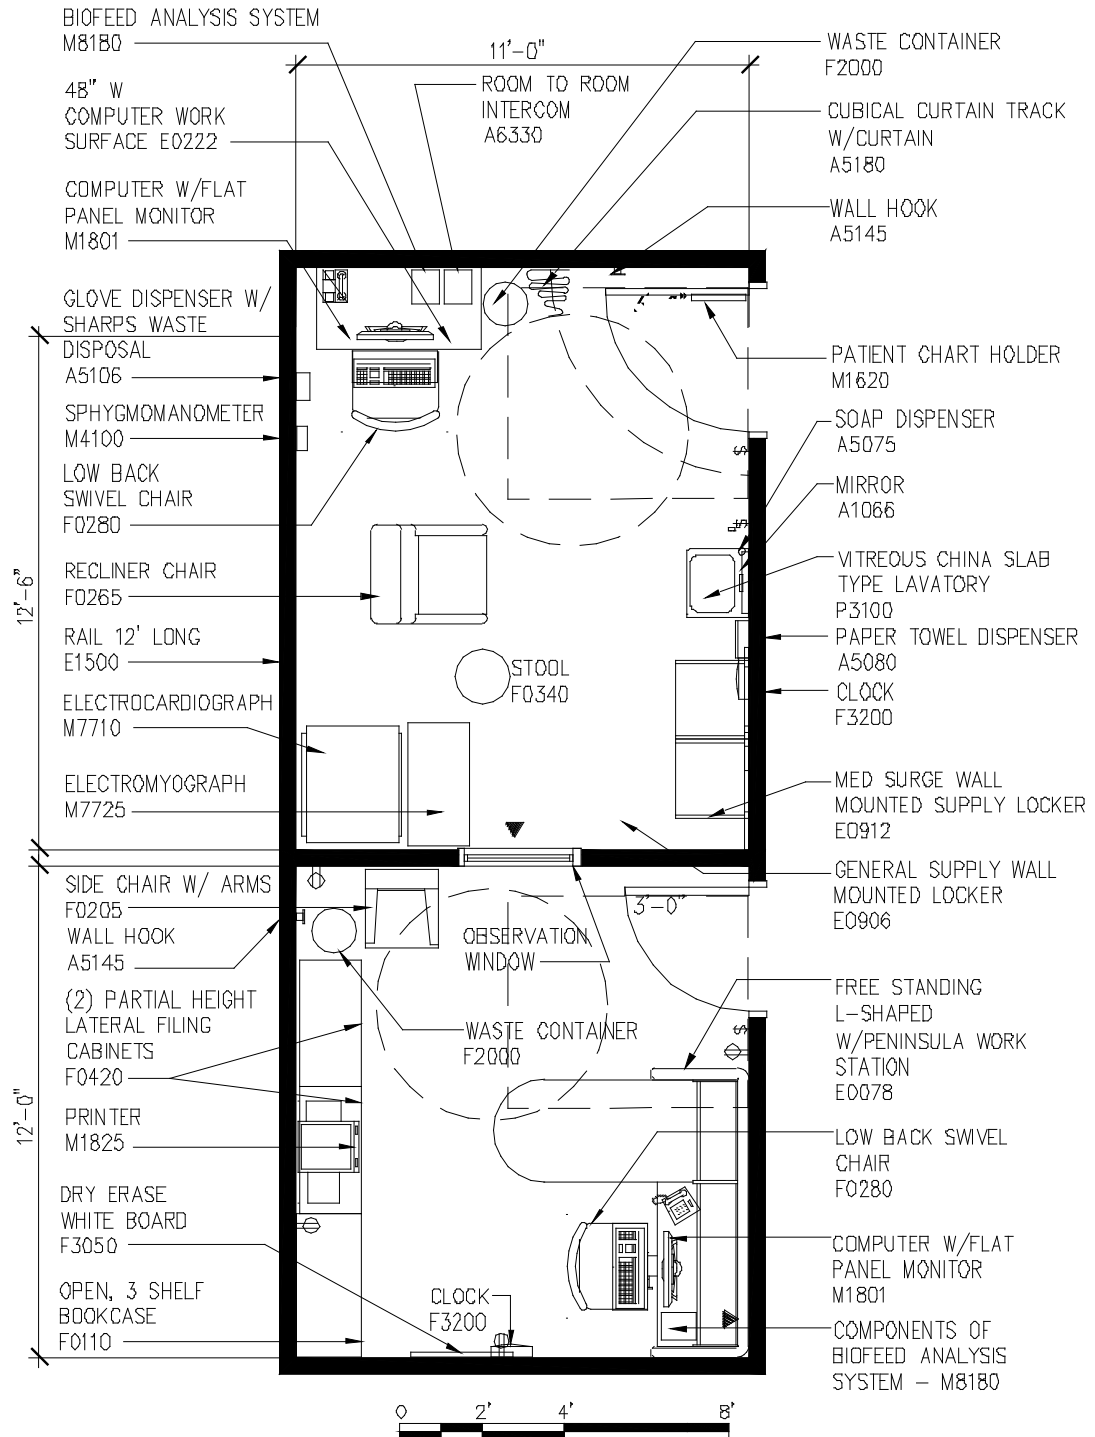 BIOFEED ANALYSIS SYSTEM
M8180
48" W
COMPUTER WORK
SURFACE E0222
COMPUTER W/FLAT
PANEL MONITOR
M1801
GLOVE DISPENSER W/
SHARPS WASTE
DISPOSAL
A5106
SPHYGMOMANOMETER
M4100
LOW BACK
SWIVEL CHAIR
F0280
RECLINER CHAIR
F0265
RAIL 12' LONG
E1500
ELECTROCARDIOGRAPH
M7710
ELECTROMYOGRAPH
M7725
SIDE CHAIR W/ ARMS
F0205
WALL HOOK
A5145
(2) PARTIAL HEIGHT
LATERAL FILING
CABINETS
F0420
PRINTER
M1825
DRY ERASE
WHITE BOARD
F3050
OPEN, 3 SHELF
BOOKCASE
F0110
12'-6"
12'-0"
11'-0"
ROOM TO ROOM
INTERCOM
A6330
STOOL
F0340
3'-0"
OBSERVATION
WINDOW
WASTE CONTAINER
F2000
CLOCK
F3200
WASTE CONTAINER
F2000
CUBICAL CURTAIN TRACK
W/CURTAIN
A5180
WALL HOOK
A5145
PATIENT CHART HOLDER
M1620
SOAP DISPENSER
A5075
MIRROR
A1066
VITREOUS CHINA SLAB
TYPE LAVATORY
P3100
PAPER TOWEL DISPENSER
A5080
CLOCK
F3200
MED SURGE WALL
MOUNTED SUPPLY LOCKER
E0912
GENERAL SUPPLY WALL
MOUNTED LOCKER
E0906
FREE STANDING
L-SHAPED
W/PENINSULA WORK
STATION
E0078
LOW BACK SWIVEL
CHAIR
F0280
COMPUTER W/FLAT
PANEL MONITOR
M1801
COMPONENTS OF
BIOFEED ANALYSIS
SYSTEM - M8180
$
$
$
0 2' 4' 8'